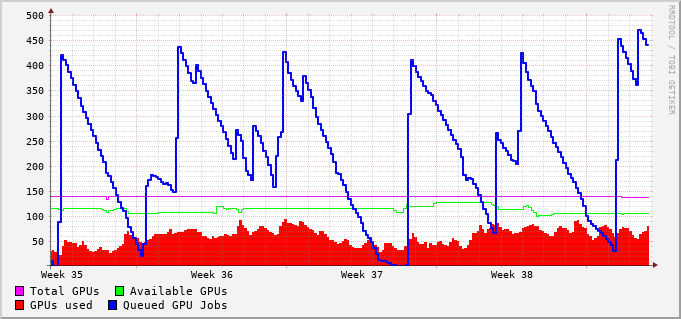 500
450
400
350
300
250
200
150
100
50
Week 35 Week 36 Week 37 Week 38
Total GPUs Available GPUs
GPUs used Queued GPU Jobs
RRDTOOL / TOBI OETIKER